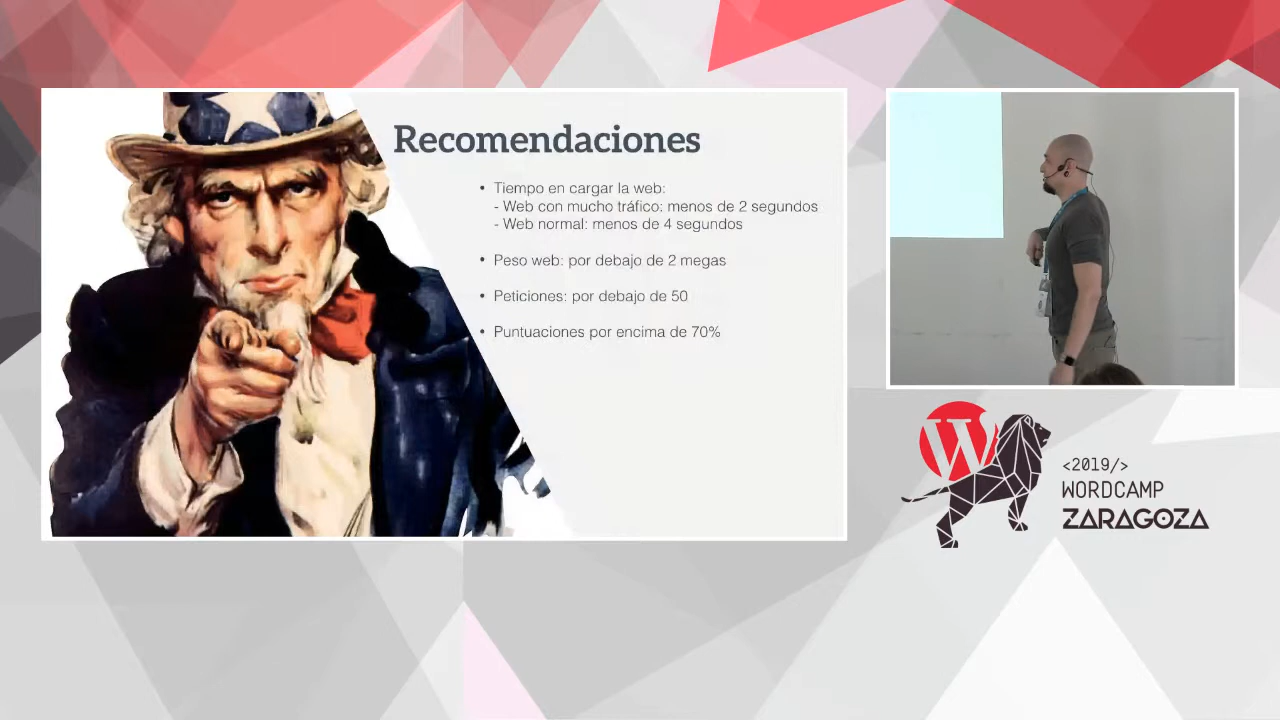 Recomendaciones
• Tiempo en cargar la web:
- Web con mucho tráfico: menos de 2 segundos
- Web normal: menos de 4 segundos
• Peso web: por debajo de 2 megas
• Peticiones: por debajo de 50
• Puntuaciones por encima de 70%
W
<2019/>
WORDCAMP
ZARAGOZA